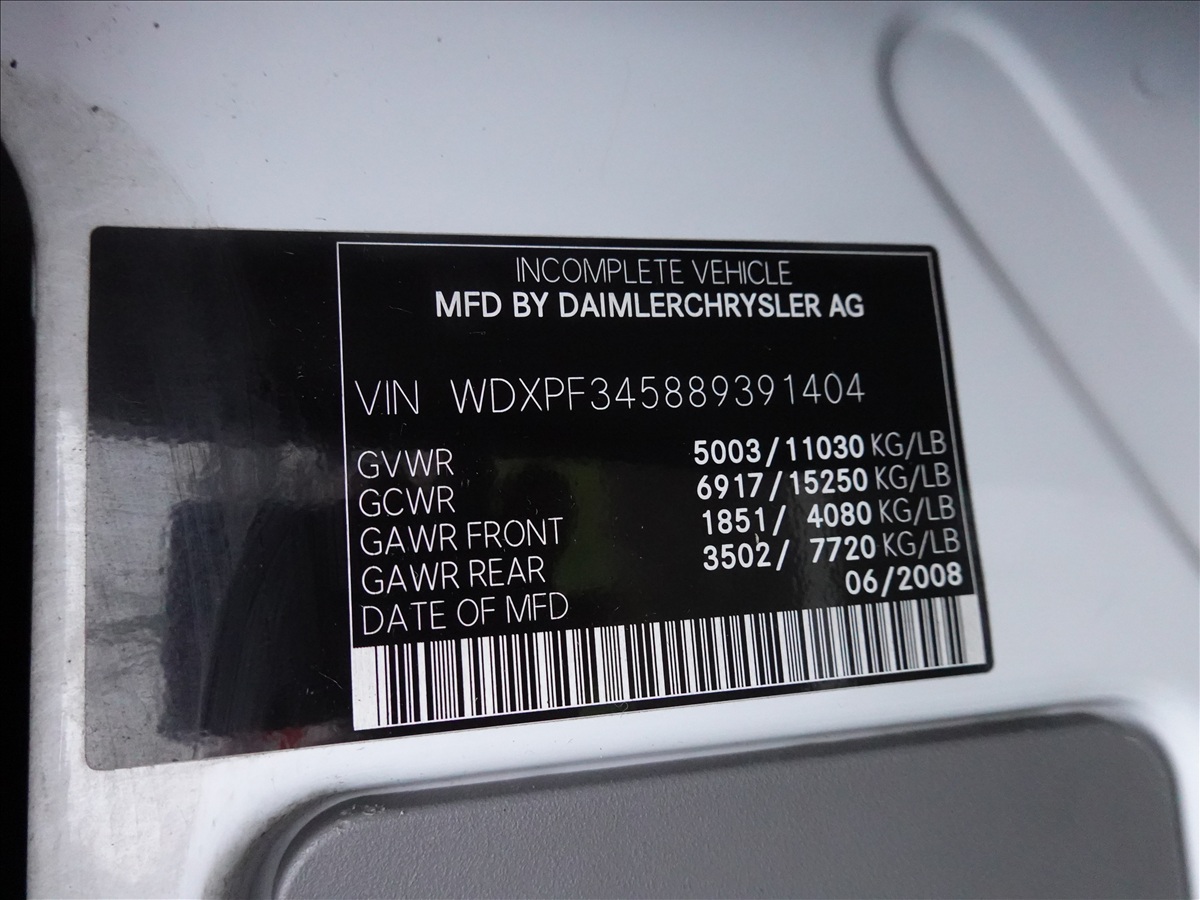 INCOMPLETE VEHICLE
MFD BY DAIMLERCHRYSLER AG
VIN WDXPF345889391404
GVWR 5003/11030 KG/LB
GCWR 6917/15250 KG/LB
GAWR FRONT 1851/ 4080 KG/LB
GAWR REAR 3502/ 7720 KG/LB
DATE OF MFD 06/2008